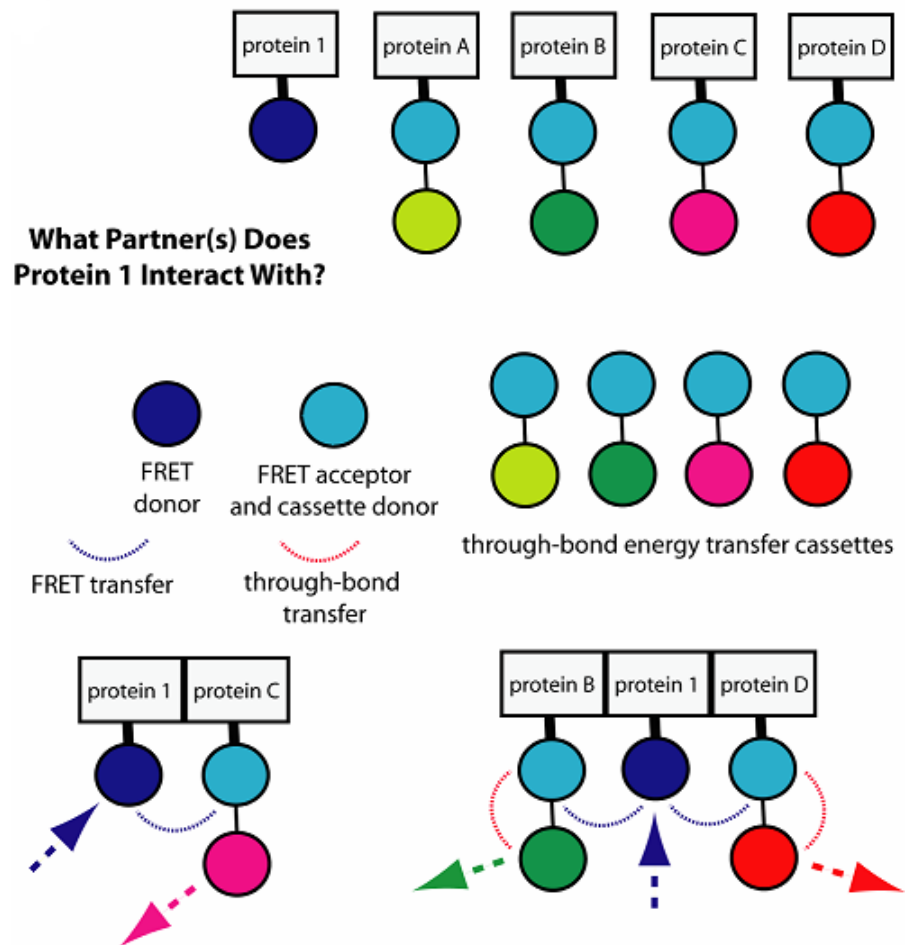 protein 1
protein A
protein B
protein C
protein D
What Partner(s) Does
Protein 1 Interact With?
FRET
donor
FRET acceptor
and cassette donor
through-bond energy transfer cassettes
FRET transfer
through-bond
transfer
protein 1
protein C
protein B
protein 1
protein D